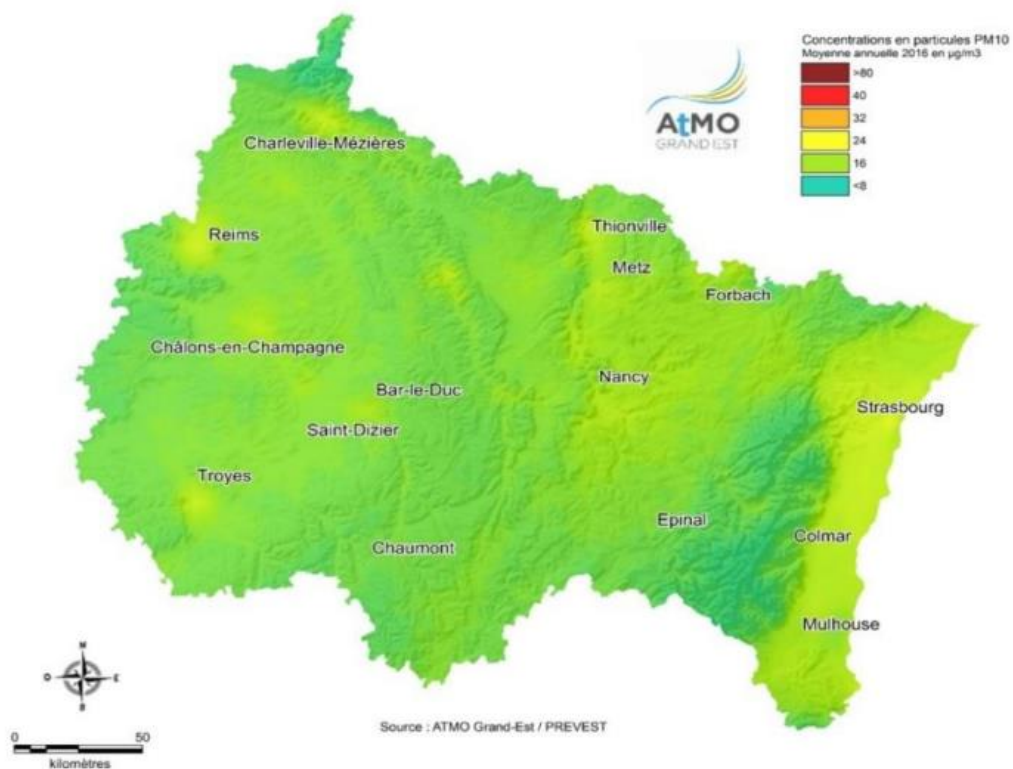 Concentrations en particules PM10
Moyenne annuelle 2016 en µg/m3
>80
40
32
24
16
<8
AtMO
GRAND EST
Charleville-Mézières
Reims
Thionville
Metz
Forbach
Châlons-en-Champagne
Nancy
Bar-le-Duc
Strasbourg
Saint-Dizier
Troyes
Epinal
Colmar
Chaumont
Mulhouse
N
O E
S
Source : ATMO Grand-Est / PREVEST
0 50
kilomètres